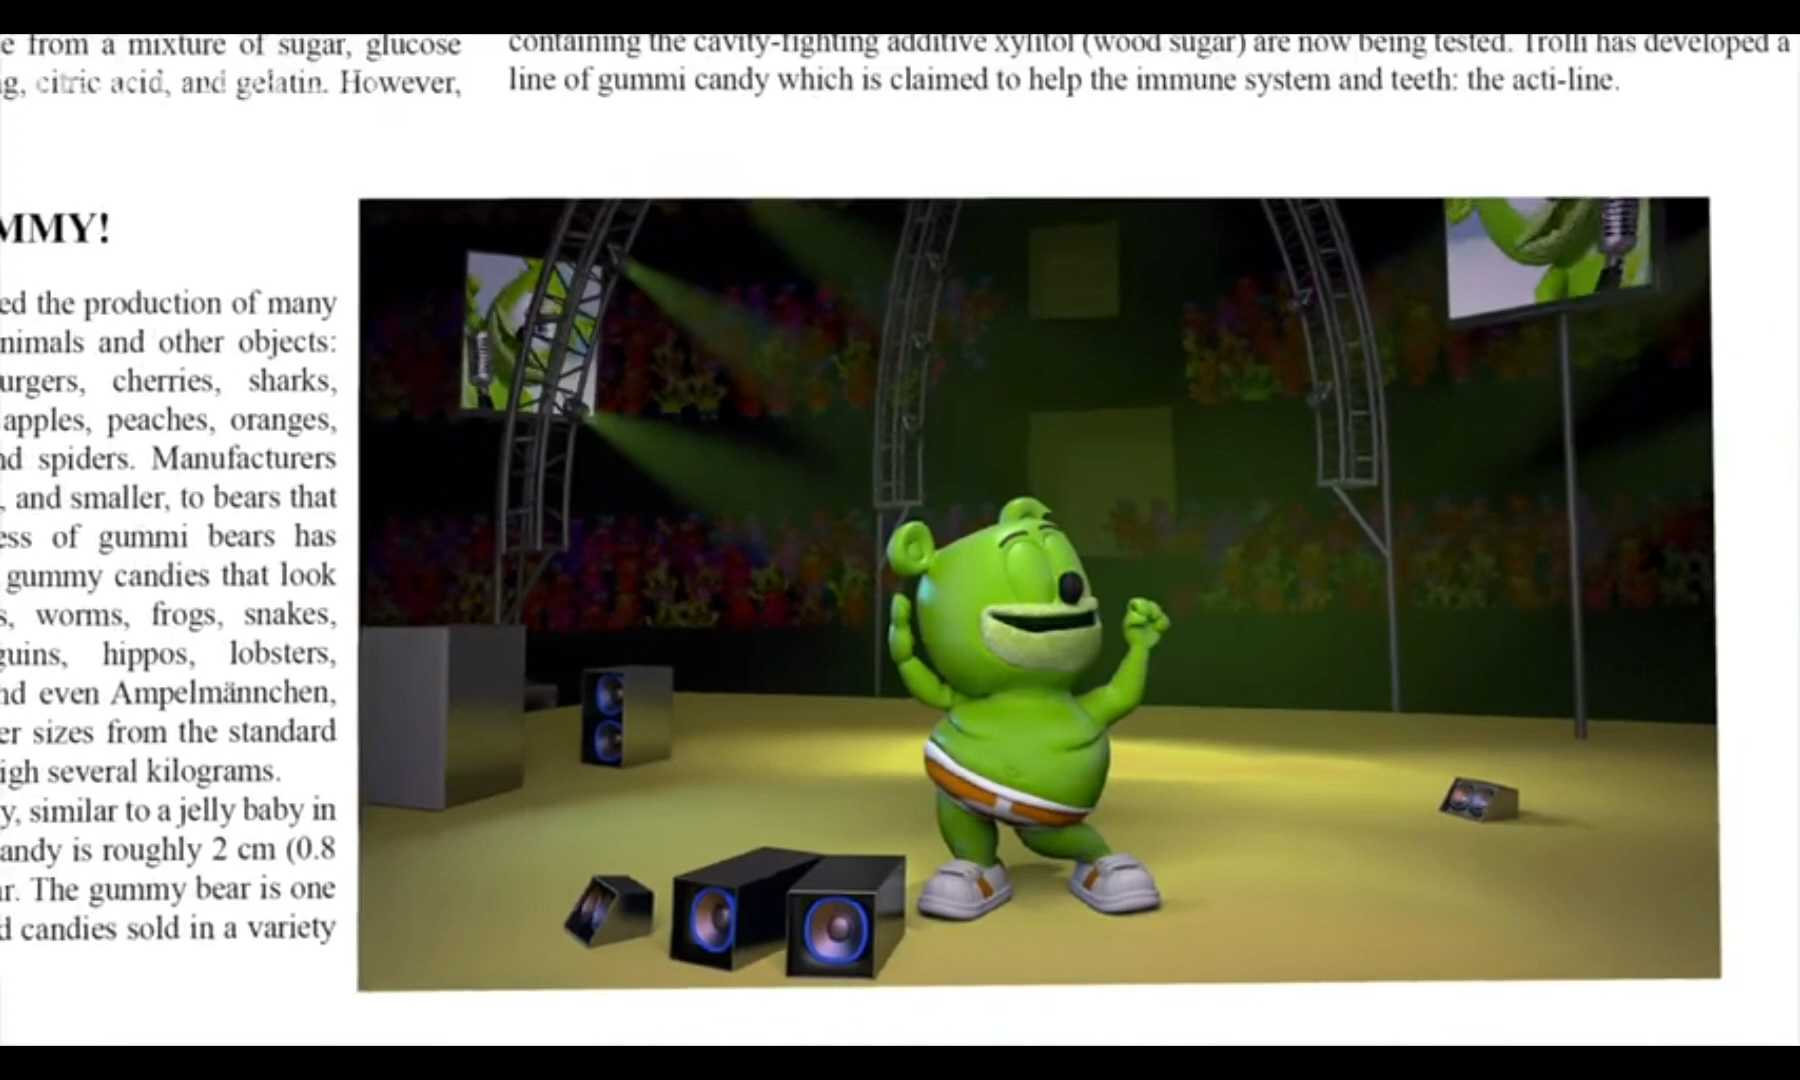 e from a mixture of sugar, glucose
g, citric acid, and gelatin. However,
containing the cavity-fighting additive xylitol (wood sugar) are now being tested. Trolli has developed a
line of gummi candy which is claimed to help the immune system and teeth: the acti-line.
MMY!
ed the production of many
nimals and other objects:
urgers, cherries, sharks,
apples, peaches, oranges,
nd spiders. Manufacturers
, and smaller, to bears that
ess of gummi bears has
gummy candies that look
s, worms, frogs, snakes,
guins, hippos, lobsters,
nd even Ampelmännchen,
er sizes from the standard
igh several kilograms.
y, similar to a jelly baby in
andy is roughly 2 cm (0.8
ar. The gummy bear is one
d candies sold in a variety